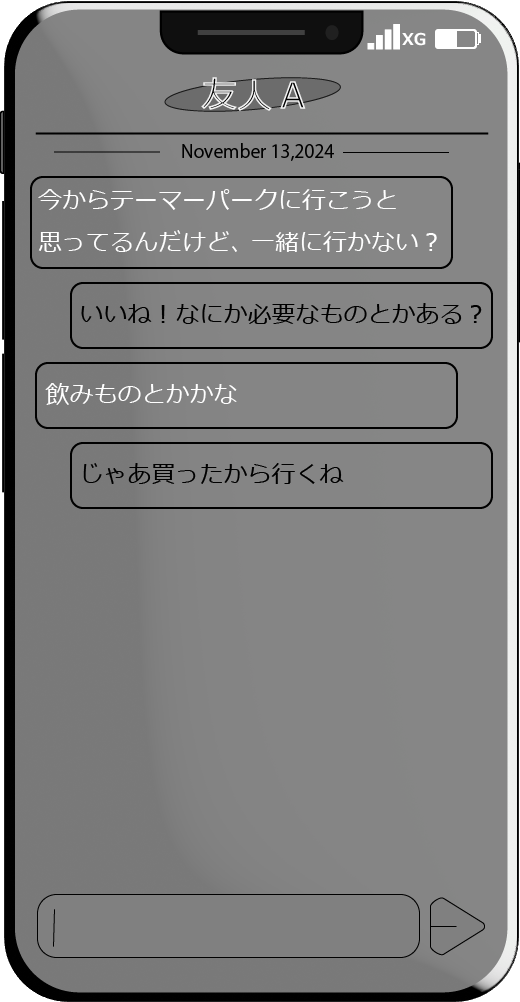 XG
友人 A
November 13,2024
今からテーマーパークに行こうと
思ってるんだけど、一緒に行かない？
いいね！なにか必要なものとかある？
飲みものとかかな
じゃあ買ったから行くね